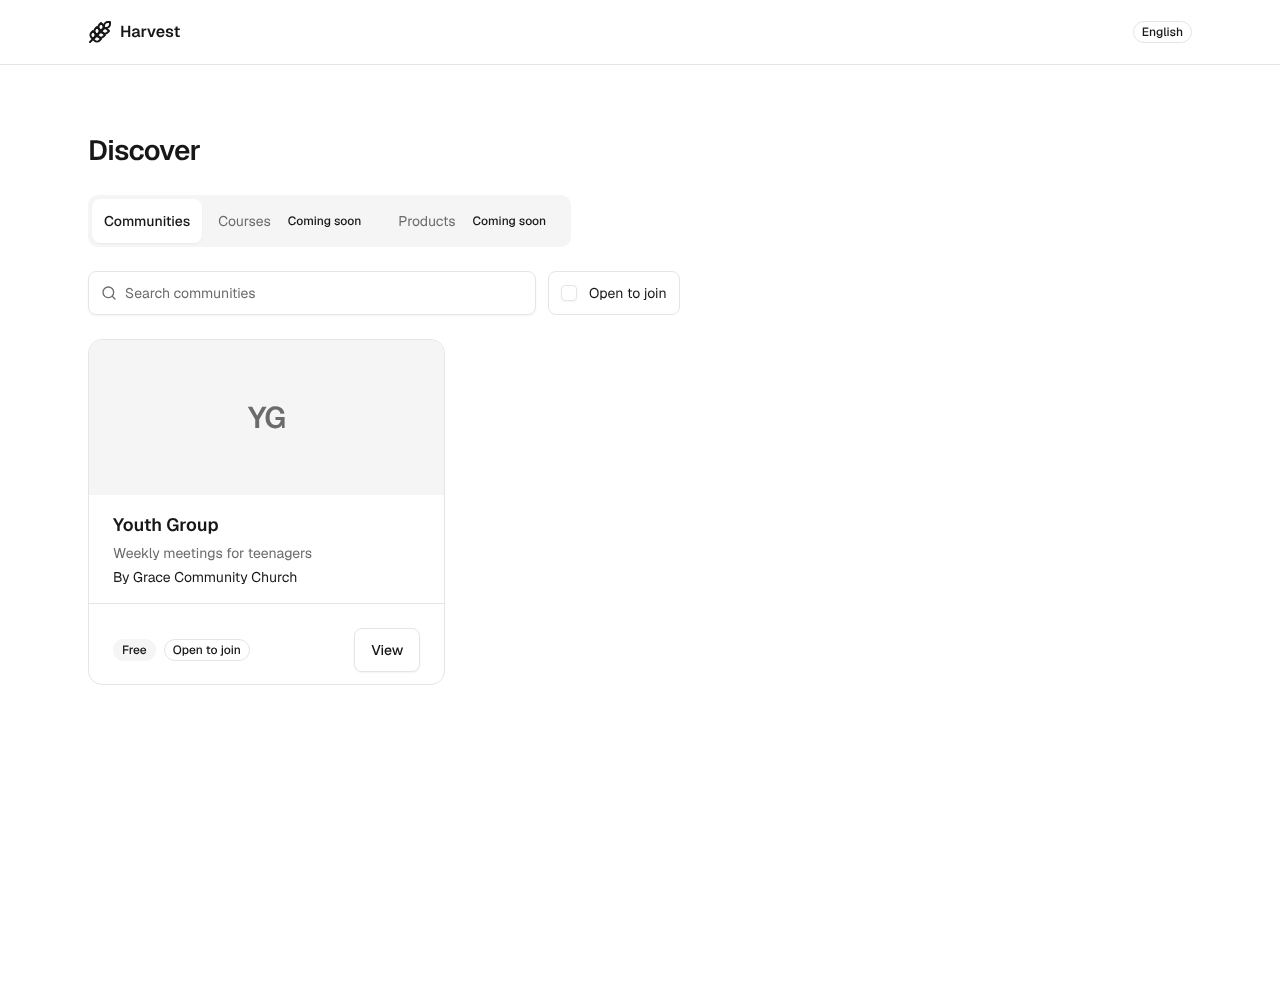 Harvest
English
Discover
Communities Courses Coming soon Products Coming soon
Search communities
Open to join
YG
Youth Group
Weekly meetings for teenagers
By Grace Community Church
Free Open to join View